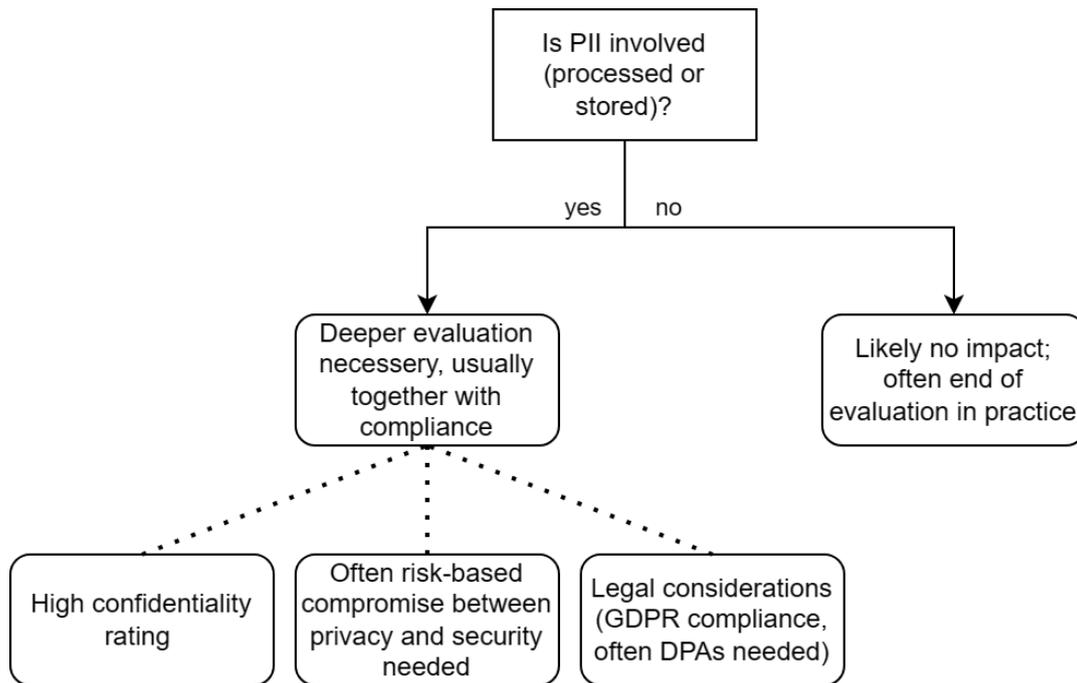 Is PII involved
(processed or
stored)?
yes
no
Deeper evaluation
necessery, usually
together with
compliance
Likely no impact;
often end of
evaluation in practice
High confidentiality
rating
Often risk-based
compromise between
privacy and security
needed
Legal considerations
(GDPR compliance,
often DPAs needed)